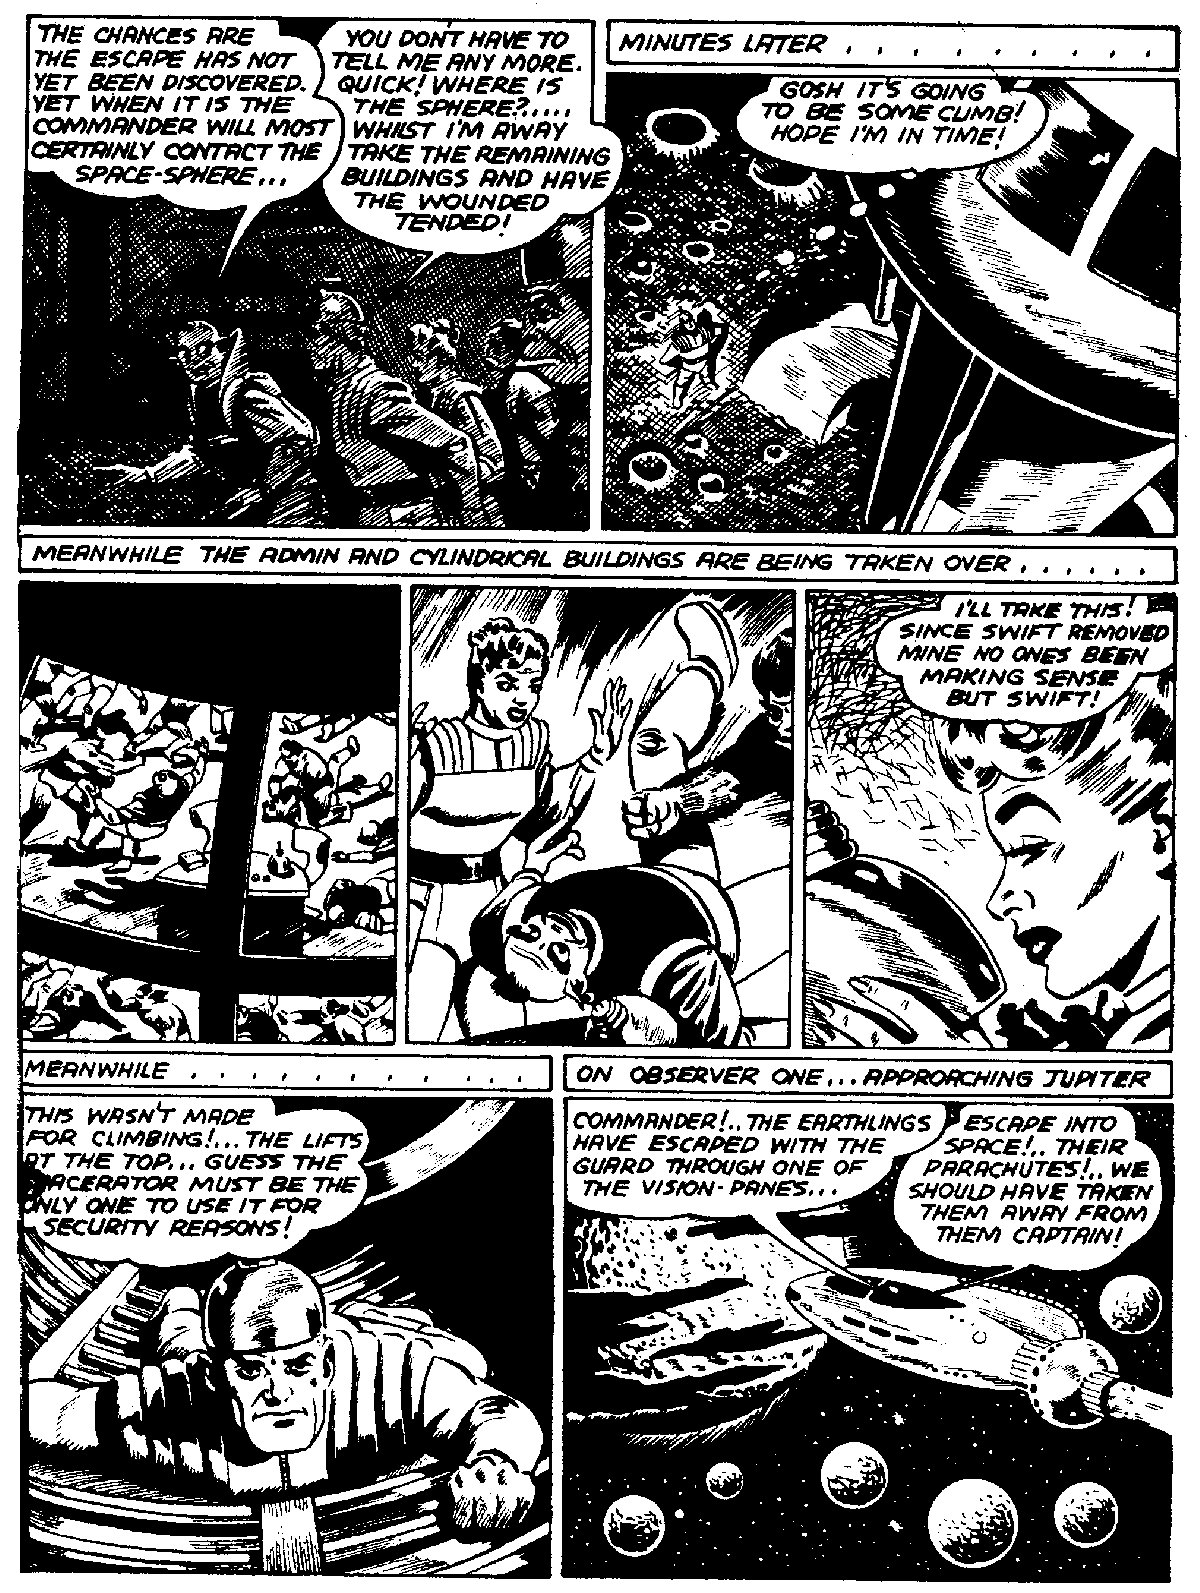 THE CHANCES ARE
THE ESCAPE HAS NOT
YET BEEN DISCOVERED.
YET WHEN IT IS THE
COMMANDER WILL MOST
CERTAINLY CONTACT THE
SPACE-SPHERE...
YOU DON'T HAVE TO
TELL ME ANY MORE.
QUICK! WHERE IS
THE SPHERE?.....
WHILST I'M AWAY
TAKE THE REMAINING
BUILDINGS AND HAVE
THE WOUNDED
TENDED!
MINUTES LATER . . . . . . . . . .
GOSH IT'S GOING
TO BE SOME CLIMB!
HOPE I'M IN TIME!
MEANWHILE THE ADMIN AND CYLINDRICAL BUILDINGS ARE BEING TAKEN OVER . . . . . .
I'LL TAKE THIS!
SINCE SWIFT REMOVED
MINE NO ONES BEEN
MAKING SENSE
BUT SWIFT!
MEANWHILE . . . . . . . . . . .
THIS WASN'T MADE
FOR CLIMBING!... THE LIFTS
AT THE TOP... GUESS THE
SPACERATOR MUST BE THE
ONLY ONE TO USE IT FOR
SECURITY REASONS!
ON OBSERVER ONE... APPROACHING JUPITER
COMMANDER!.. THE EARTHLINGS
HAVE ESCAPED WITH THE
GUARD THROUGH ONE OF
THE VISION-PANES...
ESCAPE INTO
SPACE!.. THEIR
PARACHUTES!.. WE
SHOULD HAVE TAKEN
THEM AWAY FROM
THEM CAPTAIN!